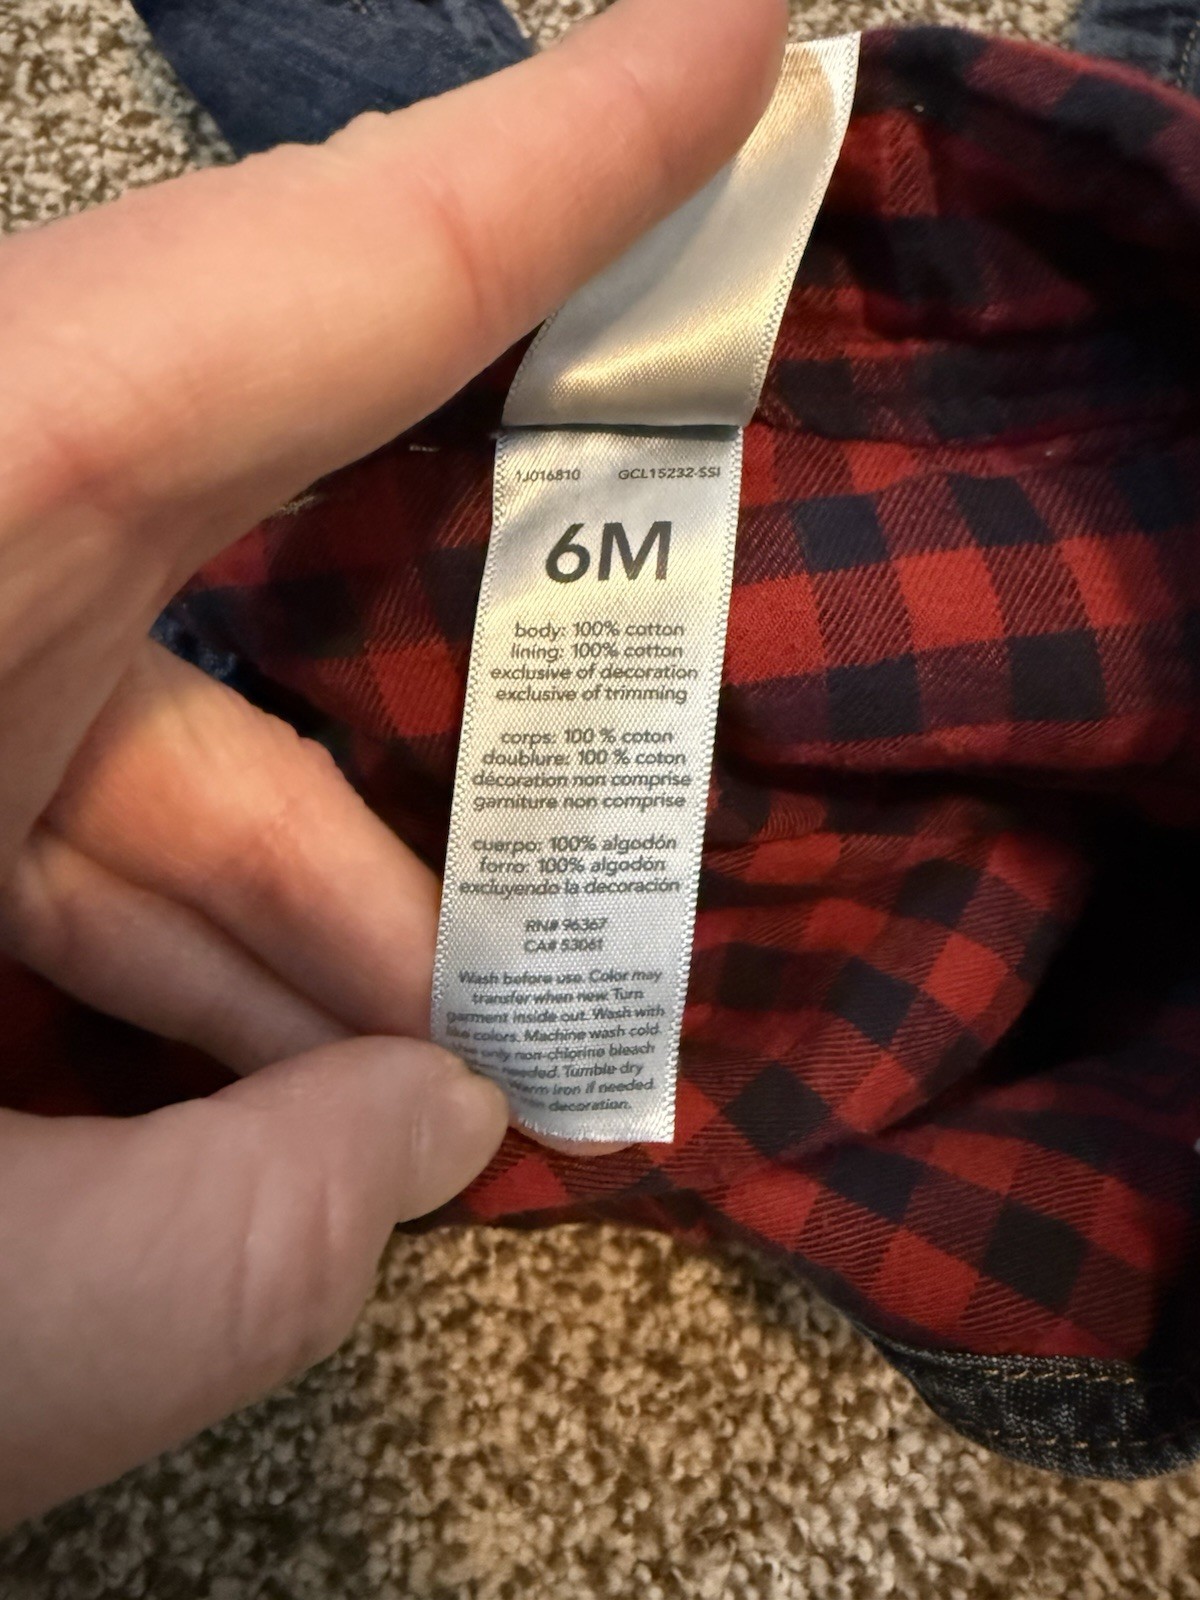 1J016810 GCL15232-SSI
6M
body: 100% cotton
lining: 100% cotton
exclusive of decoration
exclusive of trimming
corps: 100 % coton
doublure: 100 % coton
décoration non comprise
garniture non comprise
cuerpo: 100% algodón
forro: 100% algodón
excluyendo la decoración
RN# 96367
CA# 53061
Wash before use. Color may
transfer when new. Turn
garment inside out. Wash with
like colors. Machine wash cold.
only non-chlorine bleach
needed. Tumble dry
Warm iron if needed.
decoration.